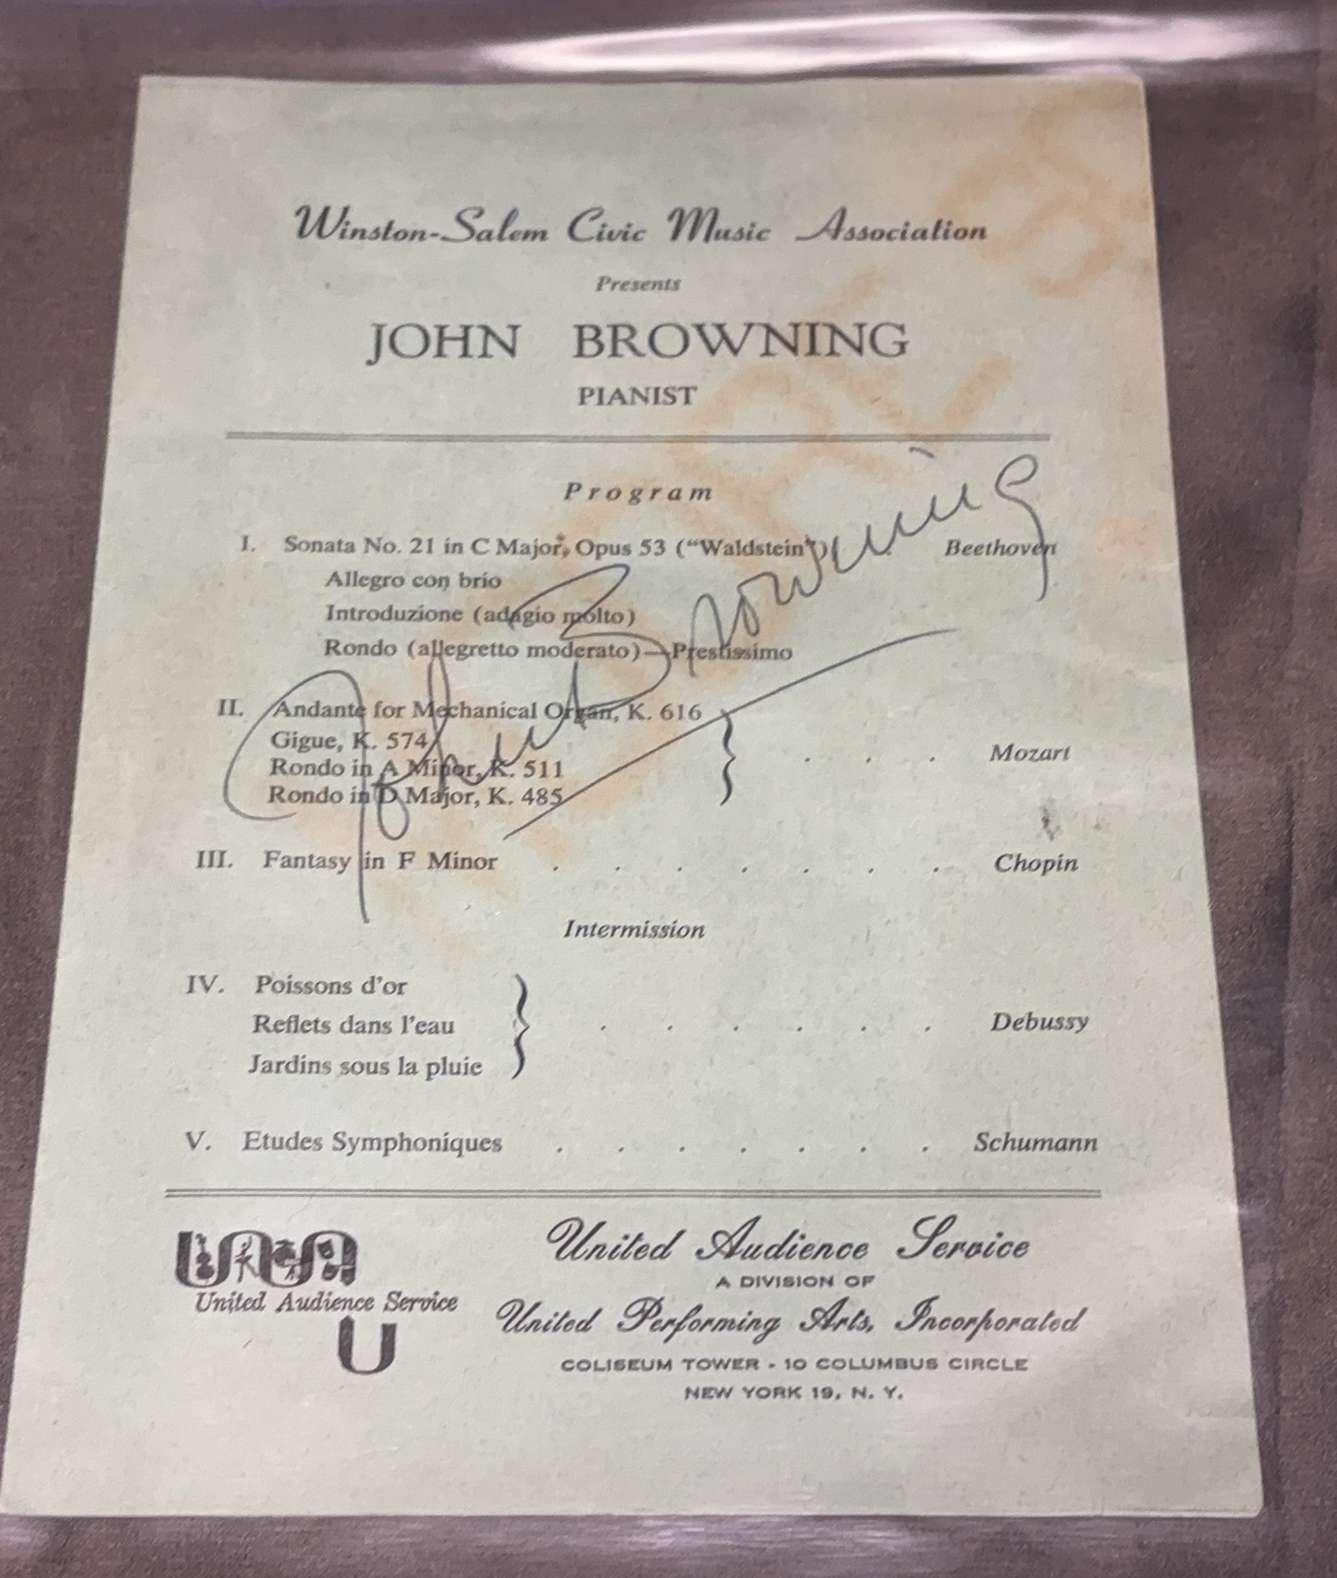 Winston-Salem Civic Music Association
Presents
JOHN BROWNING
PIANIST
Program
I. Sonata No. 21 in C Major, Opus 53 ("Waldstein") . Beethoven
Allegro con brio
Introduzione (adagio molto)
Rondo (allegretto moderato)—Prestissimo
John Browning
II. Andante for Mechanical Organ, K. 616
Gigue, K. 574
Rondo in A Minor, K. 511
Rondo in D Major, K. 485
} . . . Mozart
III. Fantasy in F Minor . . . . . . . Chopin
Intermission
IV. Poissons d'or
Reflets dans l'eau } . . . . . . Debussy
Jardins sous la pluie
V. Etudes Symphoniques . . . . . . . Schumann
UAS
United Audience Service
U
United Audience Service
A DIVISION OF
United Performing Arts, Incorporated
COLISEUM TOWER - 10 COLUMBUS CIRCLE
NEW YORK 19, N. Y.